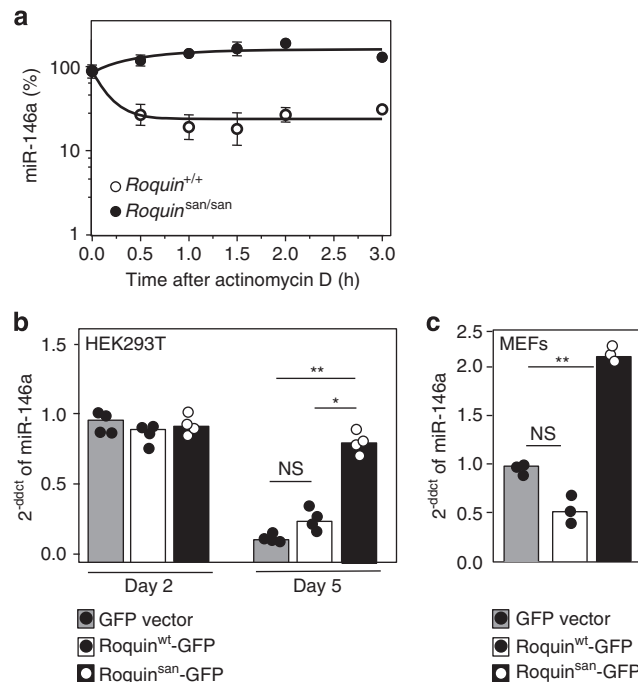 a
miR-146a (%)
100
10
1
Roquin+/+
Roquinsan/san
0.0 0.5 1.0 1.5 2.0 3.0
Time after actinomycin D (h)
b
HEK293T
2-ddct of miR-146a
2.0
1.5
1.0
0.5
0.0
**
*
NS
Day 2 Day 5
GFP vector
Roquinwt-GFP
Roquinsan-GFP
c
MEFs
2-ddct of miR-146a
2.5
2.0
1.5
1.0
0.5
0.0
**
NS
GFP vector
Roquinwt-GFP
Roquinsan-GFP